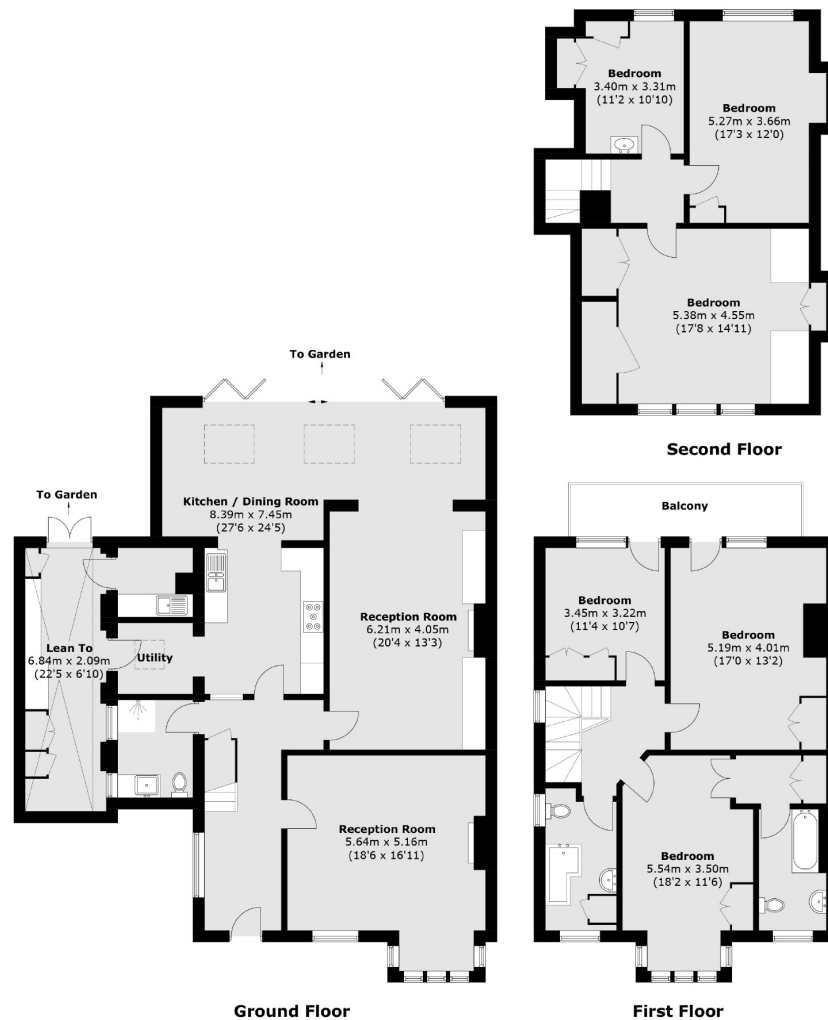 Bedroom
3.40m x 3.31m
(11'2 x 10'10)
Bedroom
5.27m x 3.66m
(17'3 x 12'0)
Bedroom
5.38m x 4.55m
(17'8 x 14'11)
Second Floor
To Garden
To Garden
Kitchen / Dining Room
8.39m x 7.45m
(27'6 x 24'5)
Reception Room
6.21m x 4.05m
(20'4 x 13'3)
Lean To
6.84m x 2.09m
(22'5 x 6'10)
Utility
Reception Room
5.64m x 5.16m
(18'6 x 16'11)
Ground Floor
Balcony
Bedroom
3.45m x 3.22m
(11'4 x 10'7)
Bedroom
5.19m x 4.01m
(17'0 x 13'2)
Bedroom
5.54m x 3.50m
(18'2 x 11'6)
First Floor